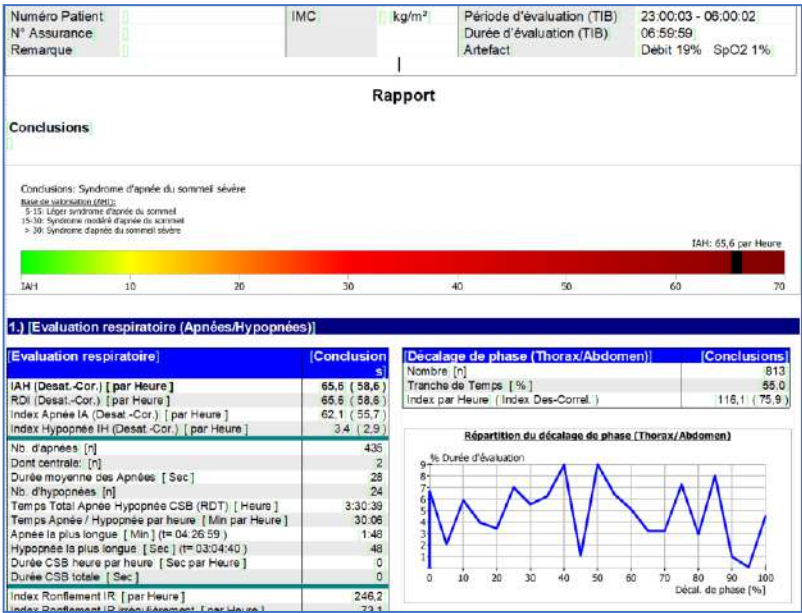 Numéro Patient
N° Assurance
Remarque
IMC [kg/m²]
Période d'évaluation (TIB) 23:00:03 - 06:00:02
Durée d'évaluation (TIB) 06:59:59
Artefact Débit 19% SpO2 1%
Rapport
Conclusions
Conclusions: Syndrome d'apnée du sommeil sévère
Base de valorisation (AHI):
5-15: Léger syndrome d'apnée du sommeil
15-30: Syndrome modéré d'apnée du sommeil
> 30: Syndrome d'apnée du sommeil sévère
IAH: 65,6 par Heure
IAH 10 20 30 40 50 60 70
1.) [Evaluation respiratoire (Apnées/Hypopnées)]
[Evaluation respiratoire] [Conclusion
s]
IAH (Desat.-Cor.) [ par Heure ] 65,6 ( 58,6 )
RDI (Desat.-Cor.) [ par Heure ] 65,6 ( 58,6 )
Index Apnée IA (Desat.-Cor.) [ par Heure ] 62,1 ( 55,7 )
Index Hypopnée IH (Desat.-Cor.) [ par Heure ] 3,4 ( 2,9 )
Nb. d'apnées [n] 435
Dont centrale: [n] 2
Durée moyenne des Apnées [ Sec ] 28
Nb. d'hypopnées [n] 24
Temps Total Apnée Hypopnée CSB (RDT) [ Heure ] 3:30:39
Temps Apnée / Hypopnée par heure [ Min par Heure ] 30:06
Apnée la plus longue [ Min ] (t= 04:26:59 ) 1:48
Hypopnée la plus longue [ Sec ] (t= 03:04:40 ) 48
Durée CSB heure par heure [ Sec par Heure ] 0
Durée CSB totale [ Sec ] 0
Index Ronflement IR [ par Heure ] 246,2
Index Ronflement IR irrégulièrement [ par Heure ] 73,1
[Décalage de phase (Thorax/Abdomen)] [Conclusions]
Nombre [n] 813
Tranche de Temps [ % ] 55.0
Index par Heure ( Index Des-Correl. ) 116,1 ( 75,9 )
Répartition du décalage de phase (Thorax/Abdomen)
% Durée d'évaluation
9
8
7
6
5
4
3
2
1
0 10 20 30 40 50 60 70 80 90 100
Décal. de phase [%]